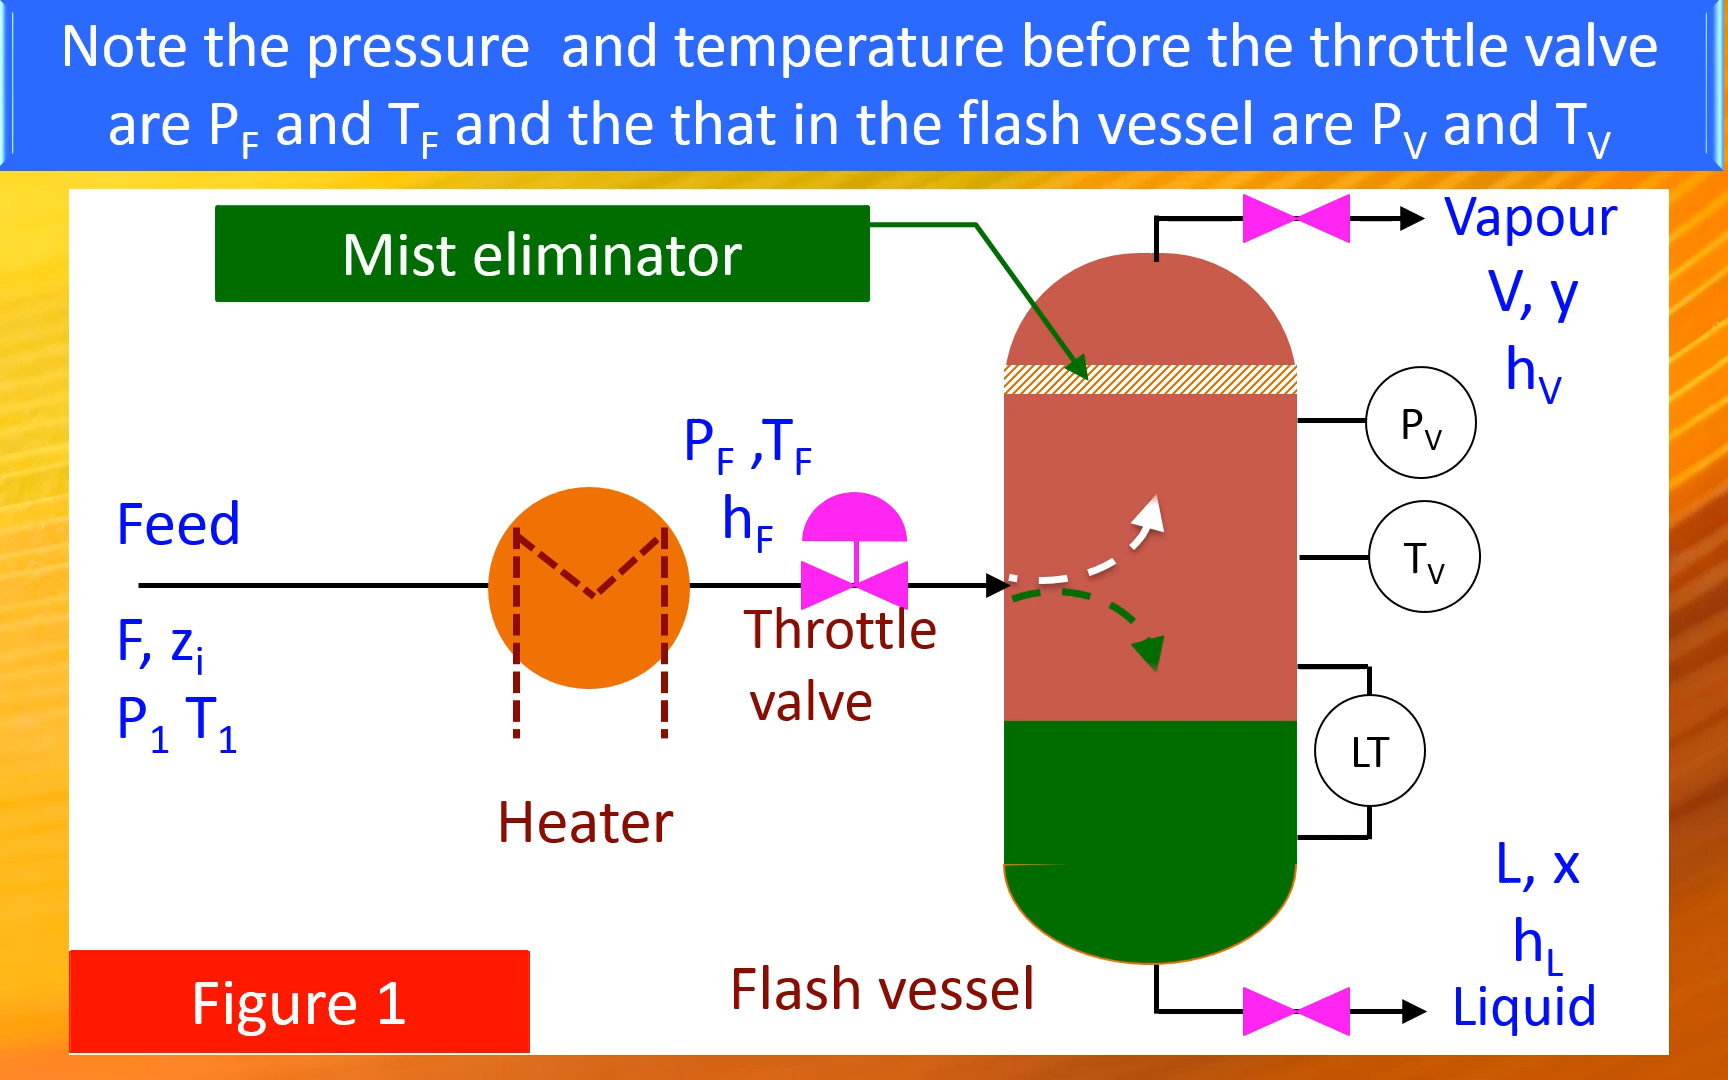 Note the pressure and temperature before the throttle valve
are P_F and T_F and the that in the flash vessel are P_V and T_V
Mist eliminator
Vapour
V, y
h_V
P_V
P_F ,T_F
h_F
Feed
T_V
F, z_i
Throttle
valve
P_1 T_1
LT
Heater
L, x
h_L
Flash vessel
Liquid
Figure 1